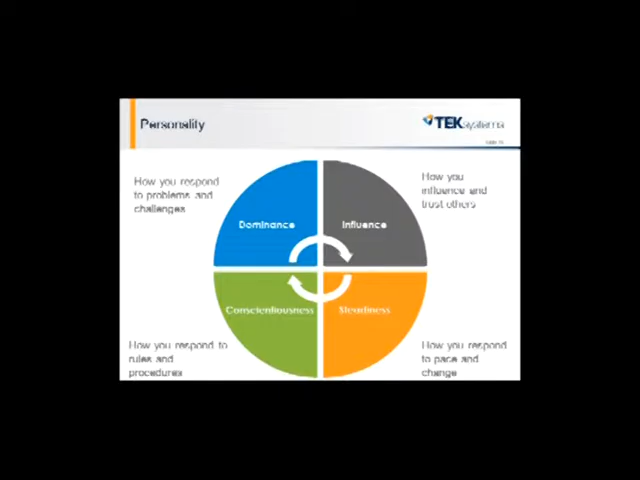 Personality
TEKsystems
How you respond
to problems and
challenges
How you
influence and
trust others
Dominance
Influence
Conscientiousness
Steadiness
How you respond to
rules and
procedures
How you respond
to pace and
change